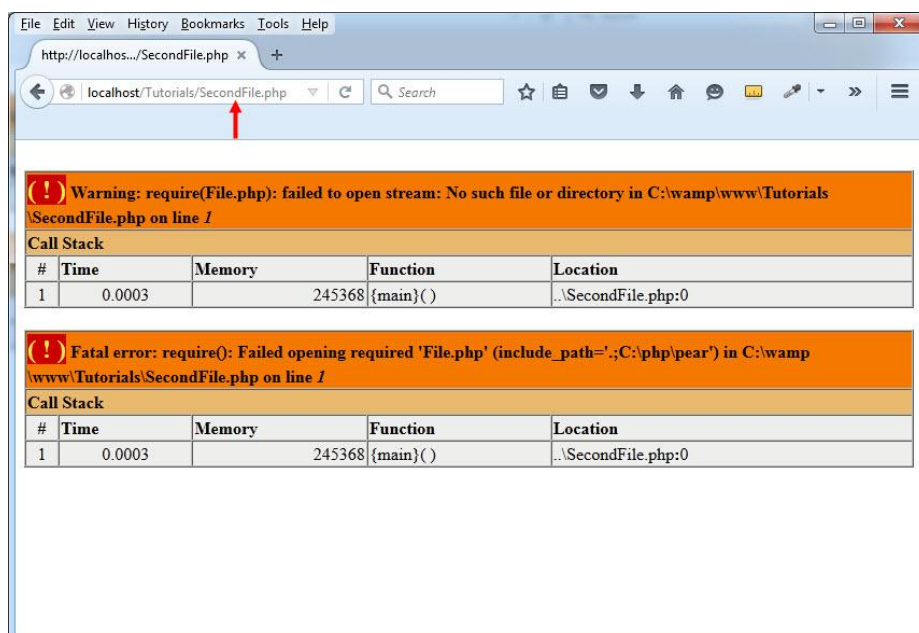 File Edit View History Bookmarks Tools Help
http://localhos.../SecondFile.php × +
localhost/Tutorials/SecondFile.php Search
( ! ) Warning: require(File.php): failed to open stream: No such file or directory in C:\wamp\www\Tutorials
\SecondFile.php on line 1
Call Stack
# Time Memory Function Location
1 0.0003 245368 {main}( ) ..\SecondFile.php:0
( ! ) Fatal error: require(): Failed opening required 'File.php' (include_path='.;C:\php\pear') in C:\wamp
\www\Tutorials\SecondFile.php on line 1
Call Stack
# Time Memory Function Location
1 0.0003 245368 {main}( ) ..\SecondFile.php:0